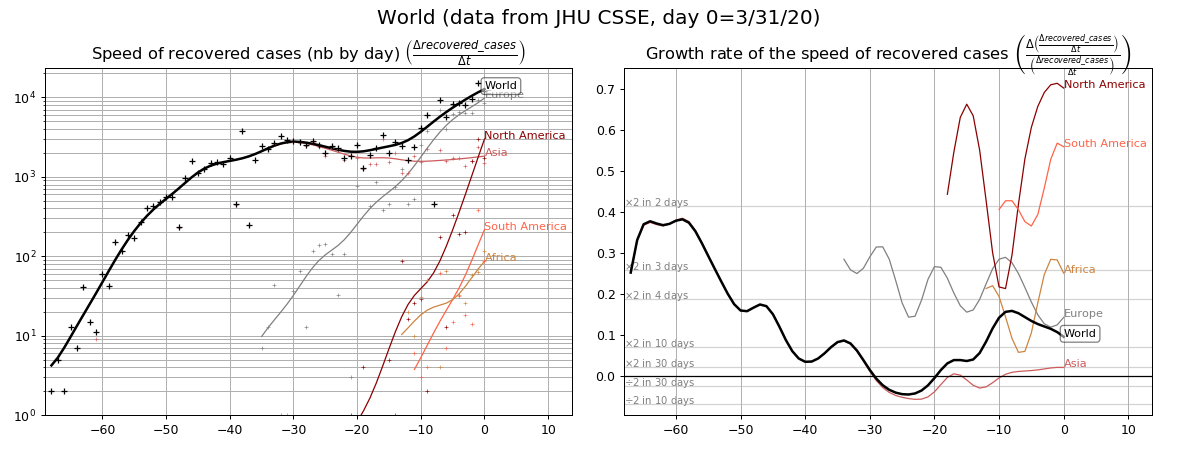 World (data from JHU CSSE, day 0=3/31/20)
Speed of recovered cases (nb by day) (Δrecovered_cases/Δt)
10^4
10^3
10^2
10^1
10^0
−60
−50
−40
−30
−20
−10
0
10
World
Europe
North America
Asia
South America
Africa
Growth rate of the speed of recovered cases (Δ(Δrecovered_cases/Δt)/(Δrecovered_cases/Δt))
0.7
0.6
0.5
0.4
0.3
0.2
0.1
0.0
×2 in 2 days
×2 in 3 days
×2 in 4 days
×2 in 10 days
×2 in 30 days
÷2 in 30 days
÷2 in 10 days
−60
−50
−40
−30
−20
−10
0
10
North America
South America
Africa
Europe
World
Asia